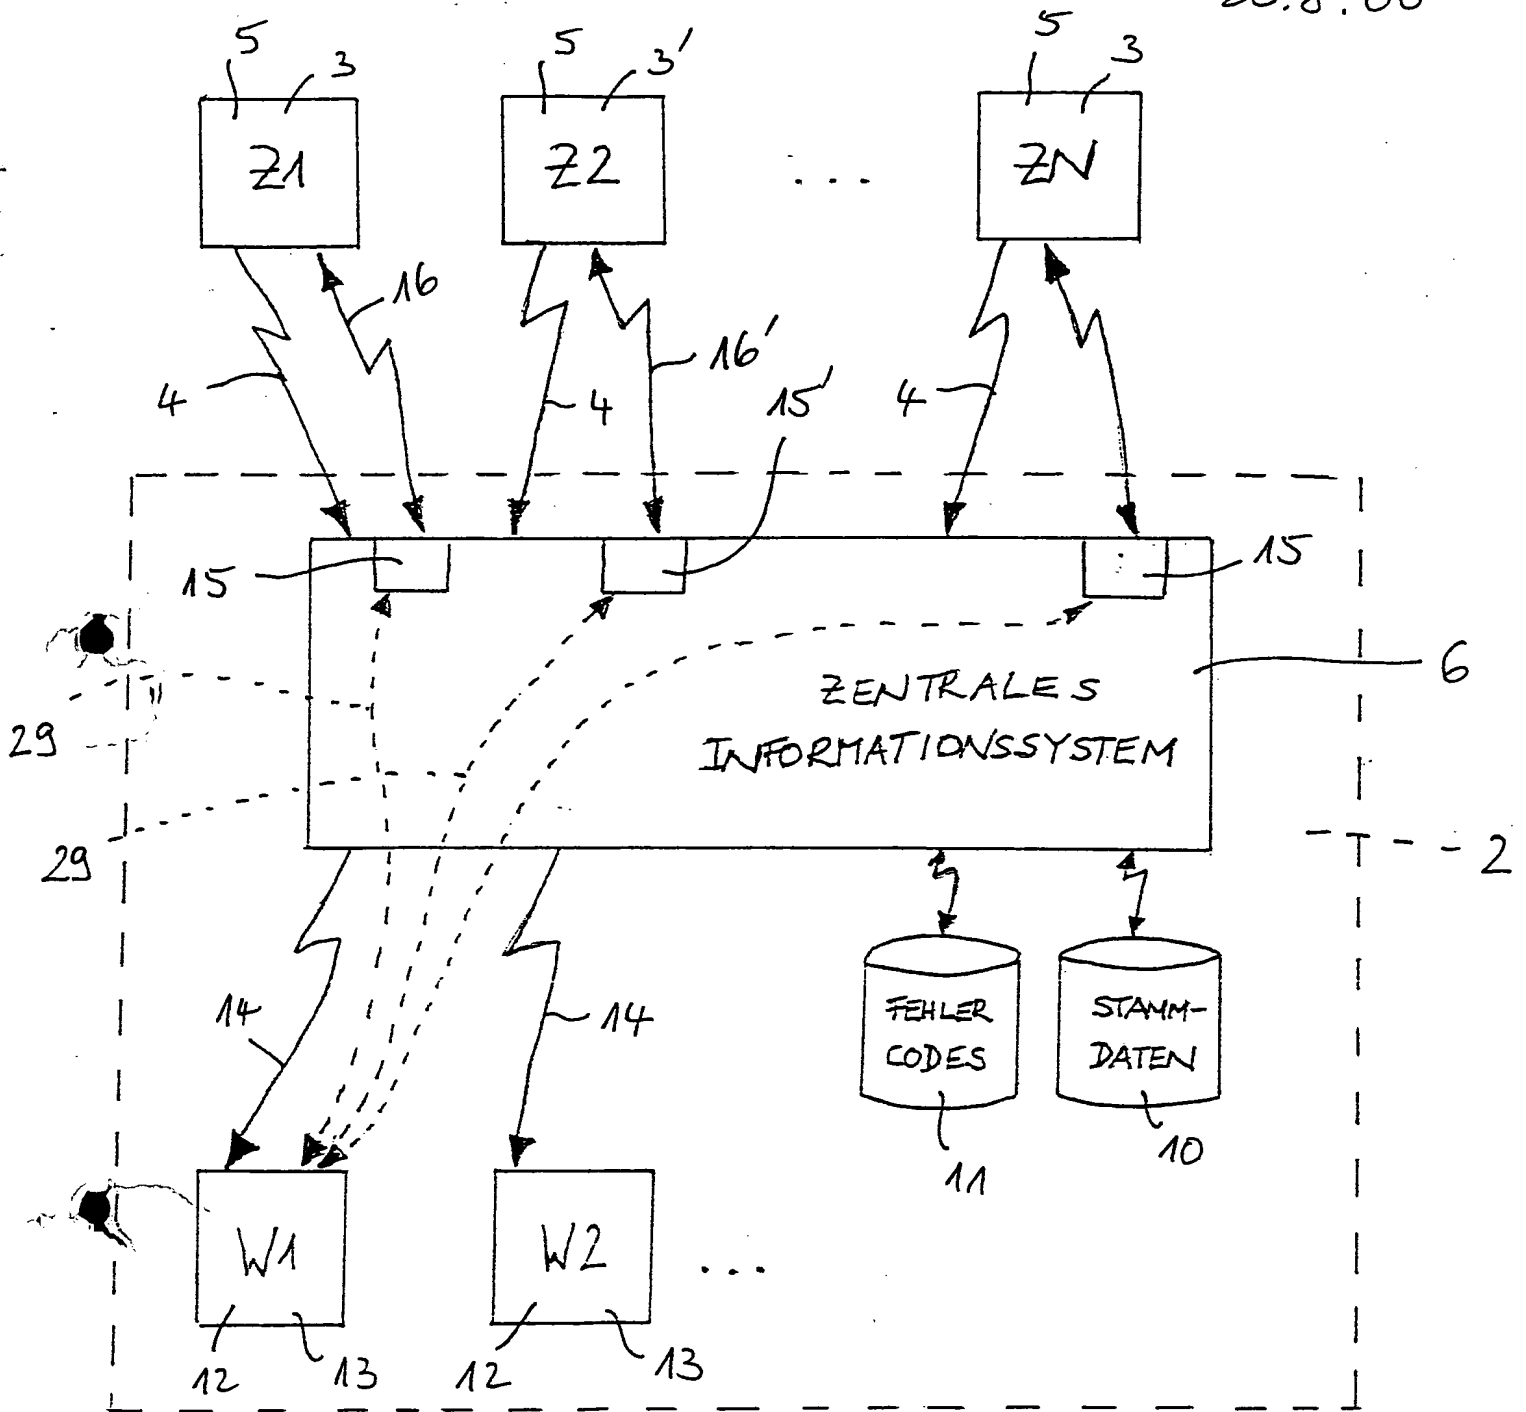 5 3 5 3' 5 3
Z1 Z2 ... ZN
16
16'
4 4 15' 4
15 15
6
ZENTRALES
INFORMATIONSSYSTEM
29
29 2
14 14
FEHLER
CODES
STAMM-
DATEN
11 10
W1 W2 ...
12 13 12 13